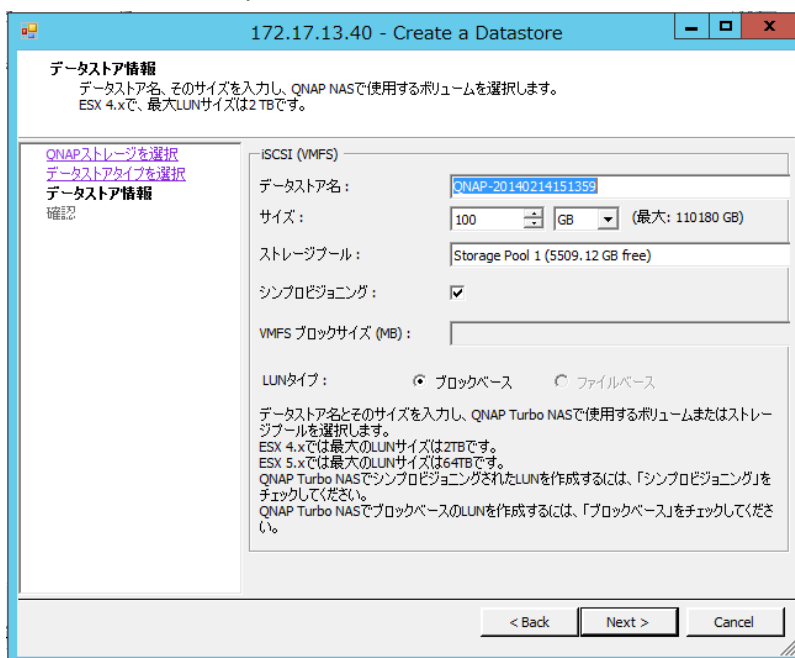 172.17.13.40 - Create a Datastore
データストア情報
データストア名、そのサイズを入力し、QNAP NASで使用するボリュームを選択します。
ESX 4.xで、最大LUNサイズは2 TBです。
QNAPストレージを選択
データストアタイプを選択
データストア情報
確認
iSCSI (VMFS)
データストア名： QNAP-20140214151359
サイズ： 100 GB (最大: 110180 GB)
ストレージプール： Storage Pool 1 (5509.12 GB free)
シンプロビジョニング：
VMFS ブロックサイズ (MB)：
LUNタイプ： ブロックベース ファイルベース
データストア名とそのサイズを入力し、QNAP Turbo NASで使用するボリュームまたはストレー
ジプールを選択します。
ESX 4.xでは最大のLUNサイズは2TBです。
ESX 5.xでは最大のLUNサイズは64TBです。
QNAP Turbo NASでシンプロビジョニングされたLUNを作成するには、「シンプロビジョニング」を
チェックしてください。
QNAP Turbo NASでブロックベースのLUNを作成するには、「ブロックベース」をチェックしてくださ
い。
< Back Next > Cancel